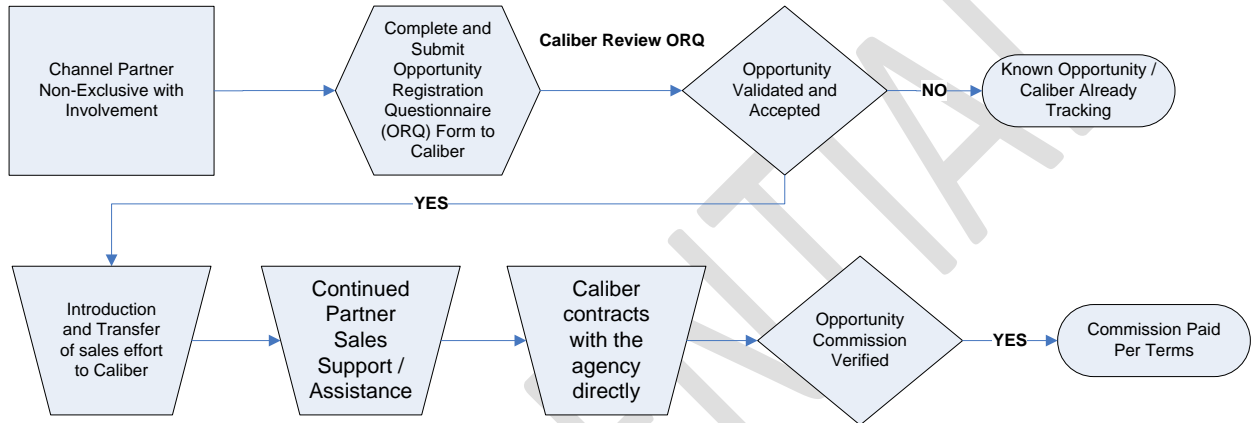 Channel Partner
Non-Exclusive with
Involvement
Complete and
Submit
Opportunity
Registration
Questionnaire
(ORQ) Form to
Caliber
Caliber Review ORQ
Opportunity
Validated and
Accepted
NO
Known Opportunity /
Caliber Already
Tracking
YES
Introduction
and Transfer
of sales effort
to Caliber
Continued
Partner
Sales
Support /
Assistance
Caliber
contracts
with the
agency
directly
Opportunity
Commission
Verified
YES
Commission Paid
Per Terms